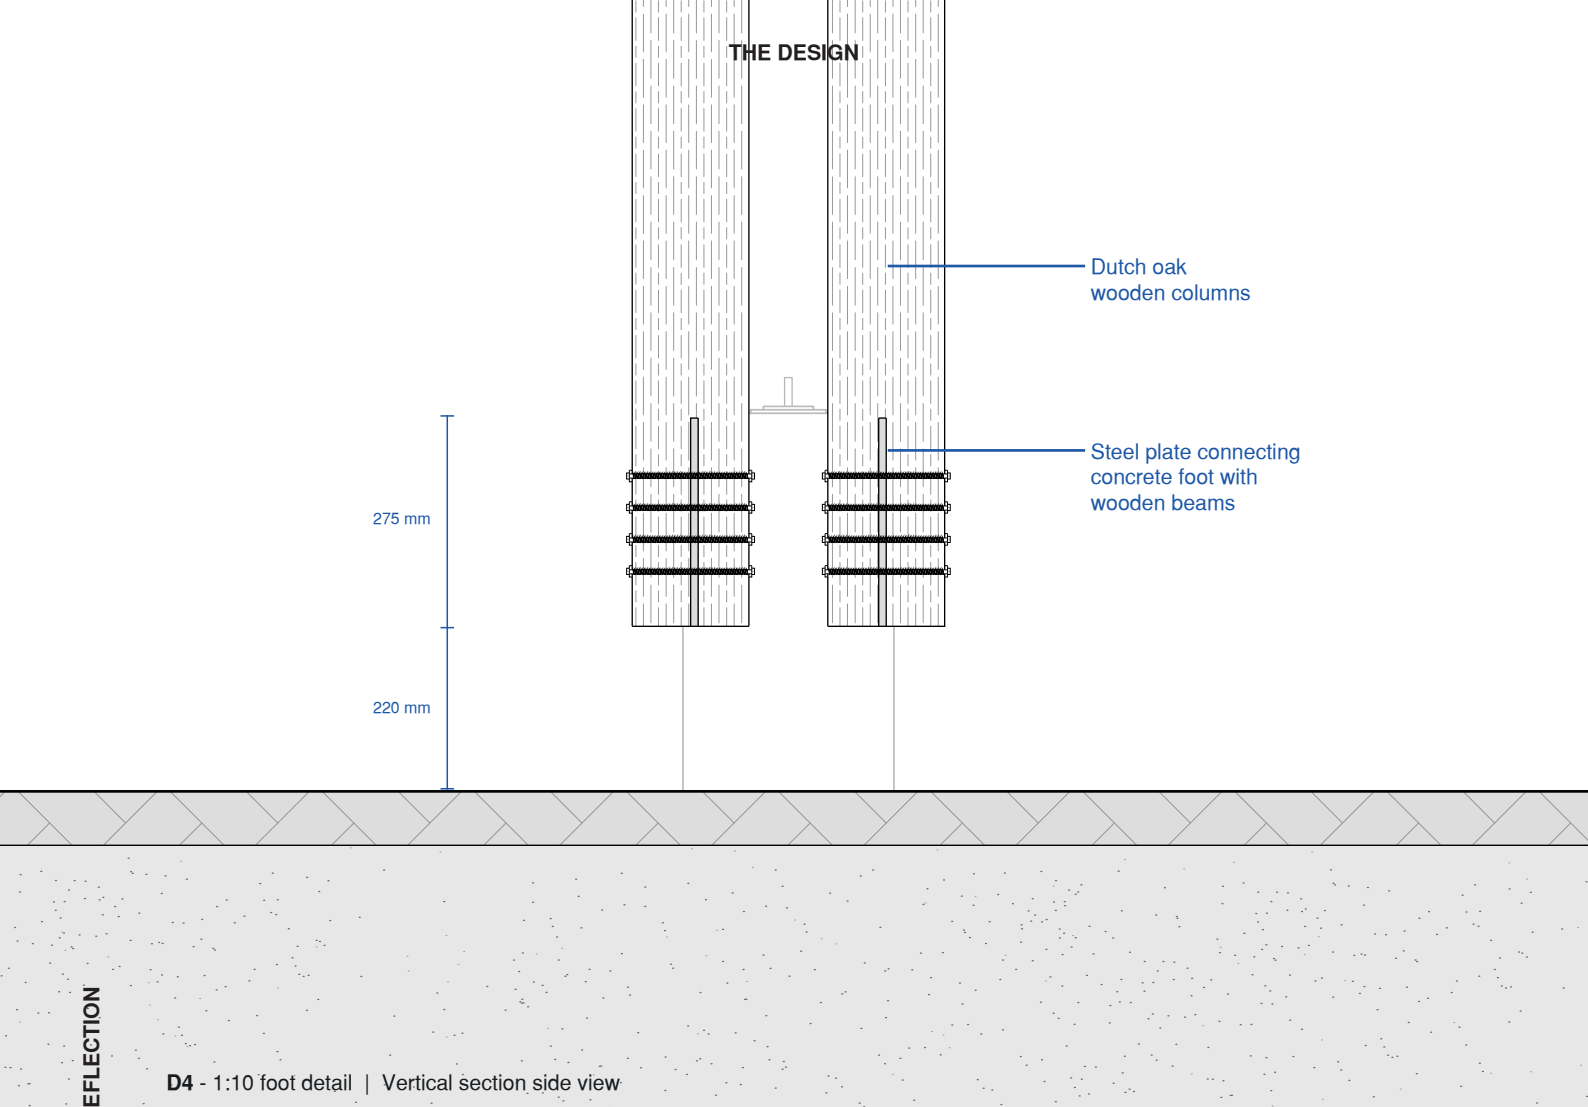 THE DESIGN
Dutch oak
wooden columns
Steel plate connecting
concrete foot with
wooden beams
275 mm
220 mm
EFLECTION
D4 - 1:10 foot detail | Vertical section side view